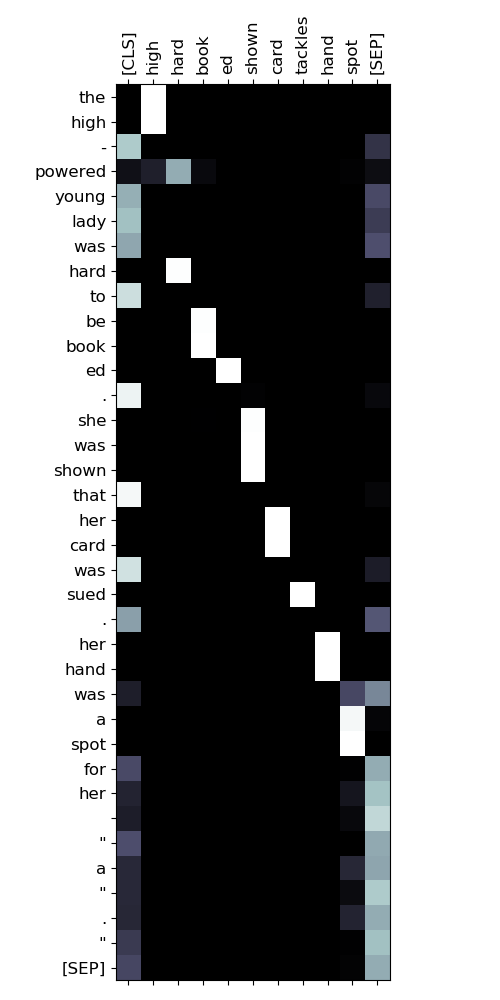 [CLS] high hard book ed shown card tackles hand spot [SEP]
the
high
-
powered
young
lady
was
hard
to
be
book
ed
.
she
was
shown
that
her
card
was
sued
.
her
hand
was
a
spot
for
her
-
"
a
"
.
"
[SEP]